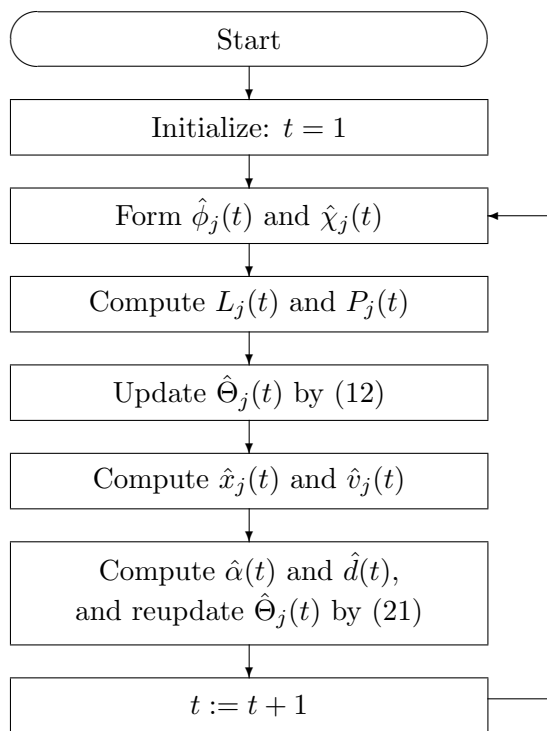 Start
Initialize: t = 1
Form ϕ̂_j(t) and χ̂_j(t)
Compute L_j(t) and P_j(t)
Update Θ̂_j(t) by (12)
Compute x̂_j(t) and v̂_j(t)
Compute α̂(t) and d̂(t),
and reupdate Θ̂_j(t) by (21)
t := t + 1